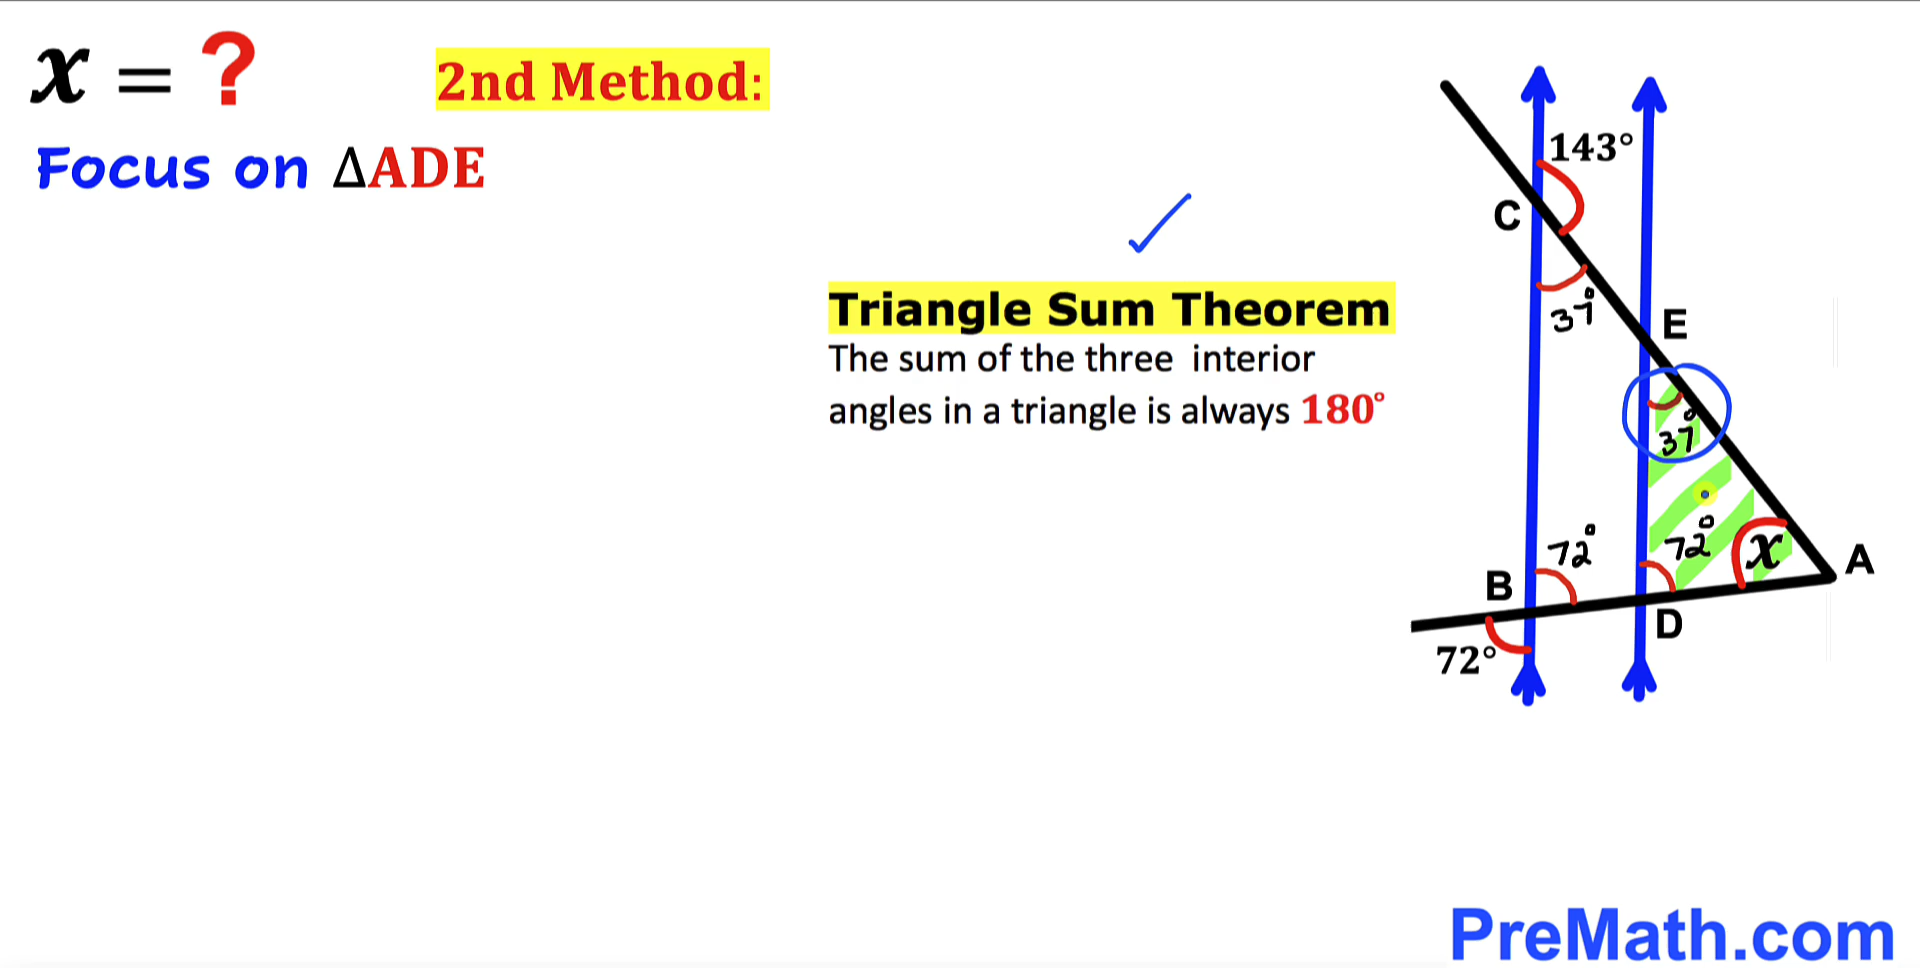 x = ?
2nd Method:
Focus on ΔADE
Triangle Sum Theorem
The sum of the three interior
angles in a triangle is always 180°
143°
C
37°
E
37°
72°
72°
x
A
B
D
72°
PreMath.com